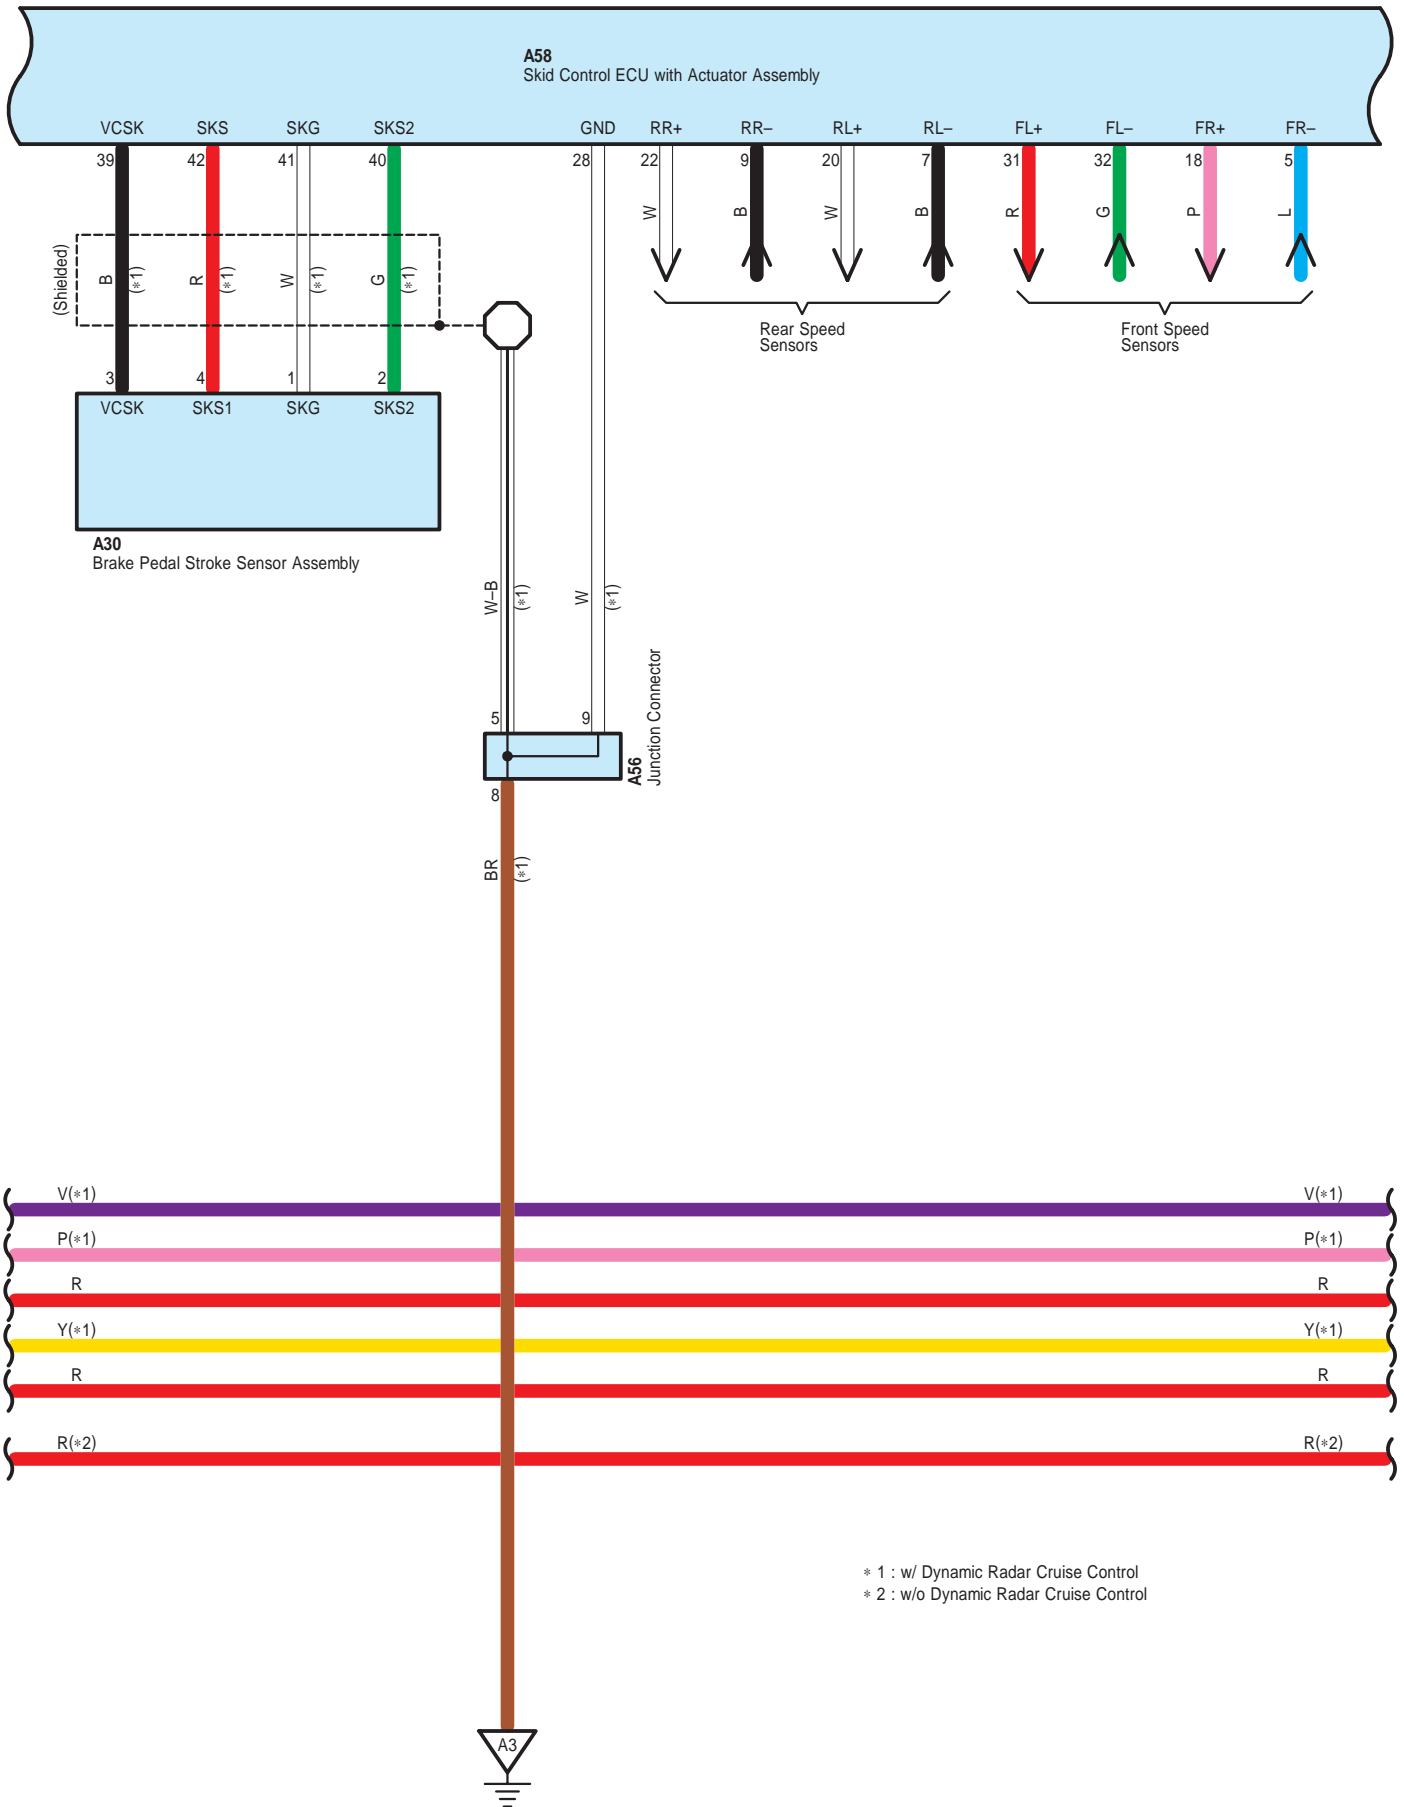 A58
Skid Control ECU with Actuator Assembly
VCSK SKS SKG SKS2 GND RR+ RR– RL+ RL– FL+ FL– FR+ FR–
39 42 41 40 28 22 9 20 7 31 32 18 5
W B W B R G P L
(Shielded)
B (*1) R (*1) W (*1) G (*1)
Rear Speed
Sensors
Front Speed
Sensors
3 4 1 2
VCSK SKS1 SKG SKS2
A30
Brake Pedal Stroke Sensor Assembly
W–B (*1) W (*1)
5 9
A56
Junction Connector
8
BR (*1)
V(*1) V(*1)
P(*1) P(*1)
R R
Y(*1) Y(*1)
R R
R(*2) R(*2)
* 1 : w/ Dynamic Radar Cruise Control
* 2 : w/o Dynamic Radar Cruise Control
A3